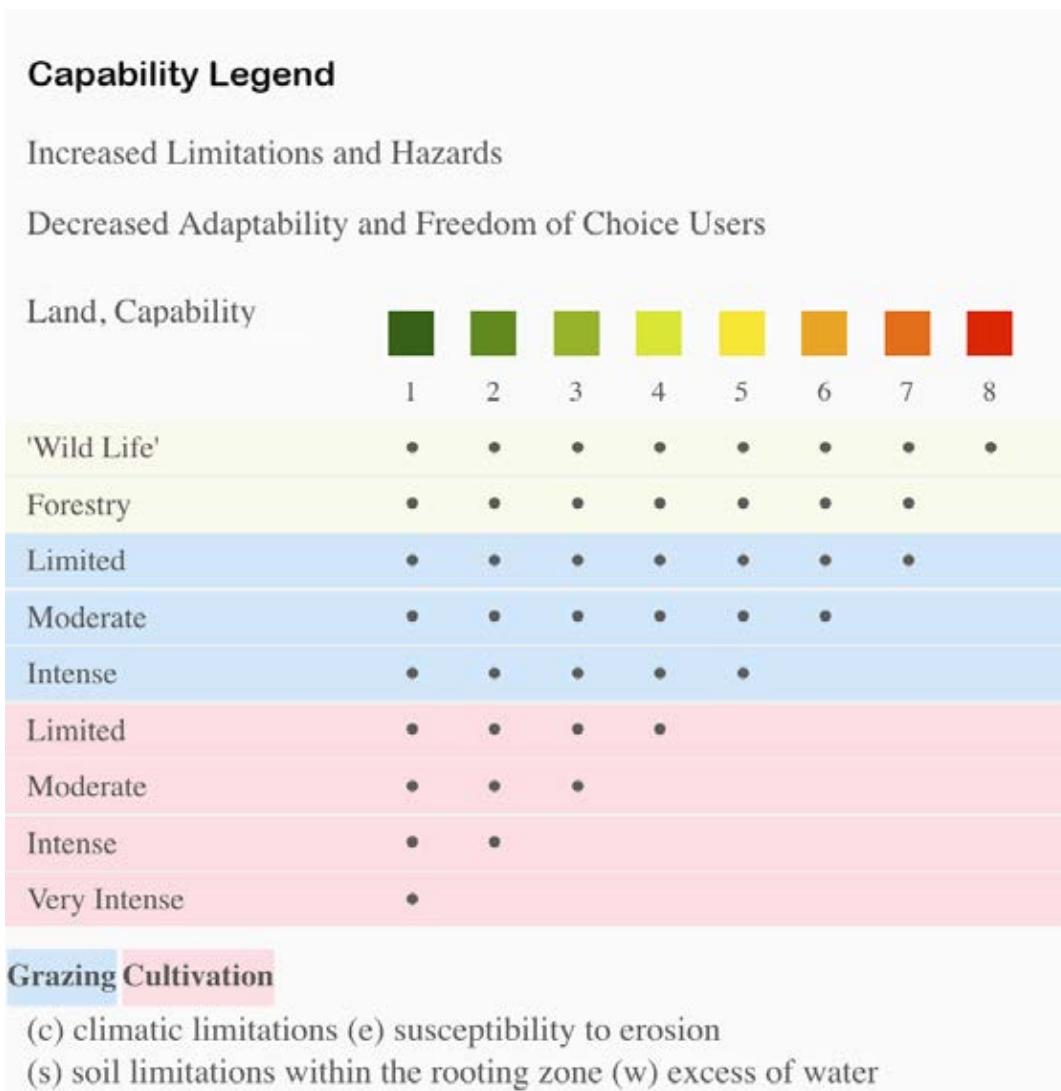 Capability Legend
Increased Limitations and Hazards
Decreased Adaptability and Freedom of Choice Users
Land, Capability
1 2 3 4 5 6 7 8
'Wild Life' • • • • • • • •
Forestry • • • • • • •
Limited • • • • • • •
Moderate • • • • • •
Intense • • • • •
Limited • • • •
Moderate • • •
Intense • •
Very Intense •
Grazing Cultivation
(c) climatic limitations (e) susceptibility to erosion
(s) soil limitations within the rooting zone (w) excess of water